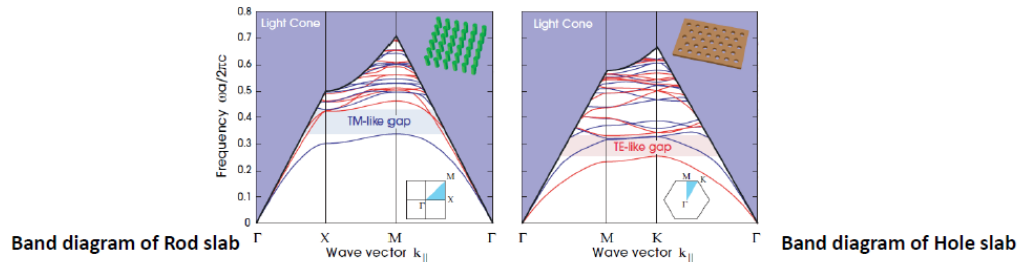 0.8
0.7
0.6
0.5
0.4
0.3
0.2
0.1
0
Frequency ωa/2πc
Light Cone
TM-like gap
M
Γ
X
Γ
X
M
Γ
Wave vector k||
Band diagram of Rod slab
Light Cone
TE-like gap
M
K
Γ
Γ
M
K
Γ
Wave vector k||
Band diagram of Hole slab